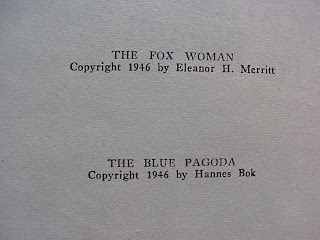 THE FOX WOMAN
Copyright 1946 by Eleanor H. Merritt
THE BLUE PAGODA
Copyright 1946 by Hannes Bok